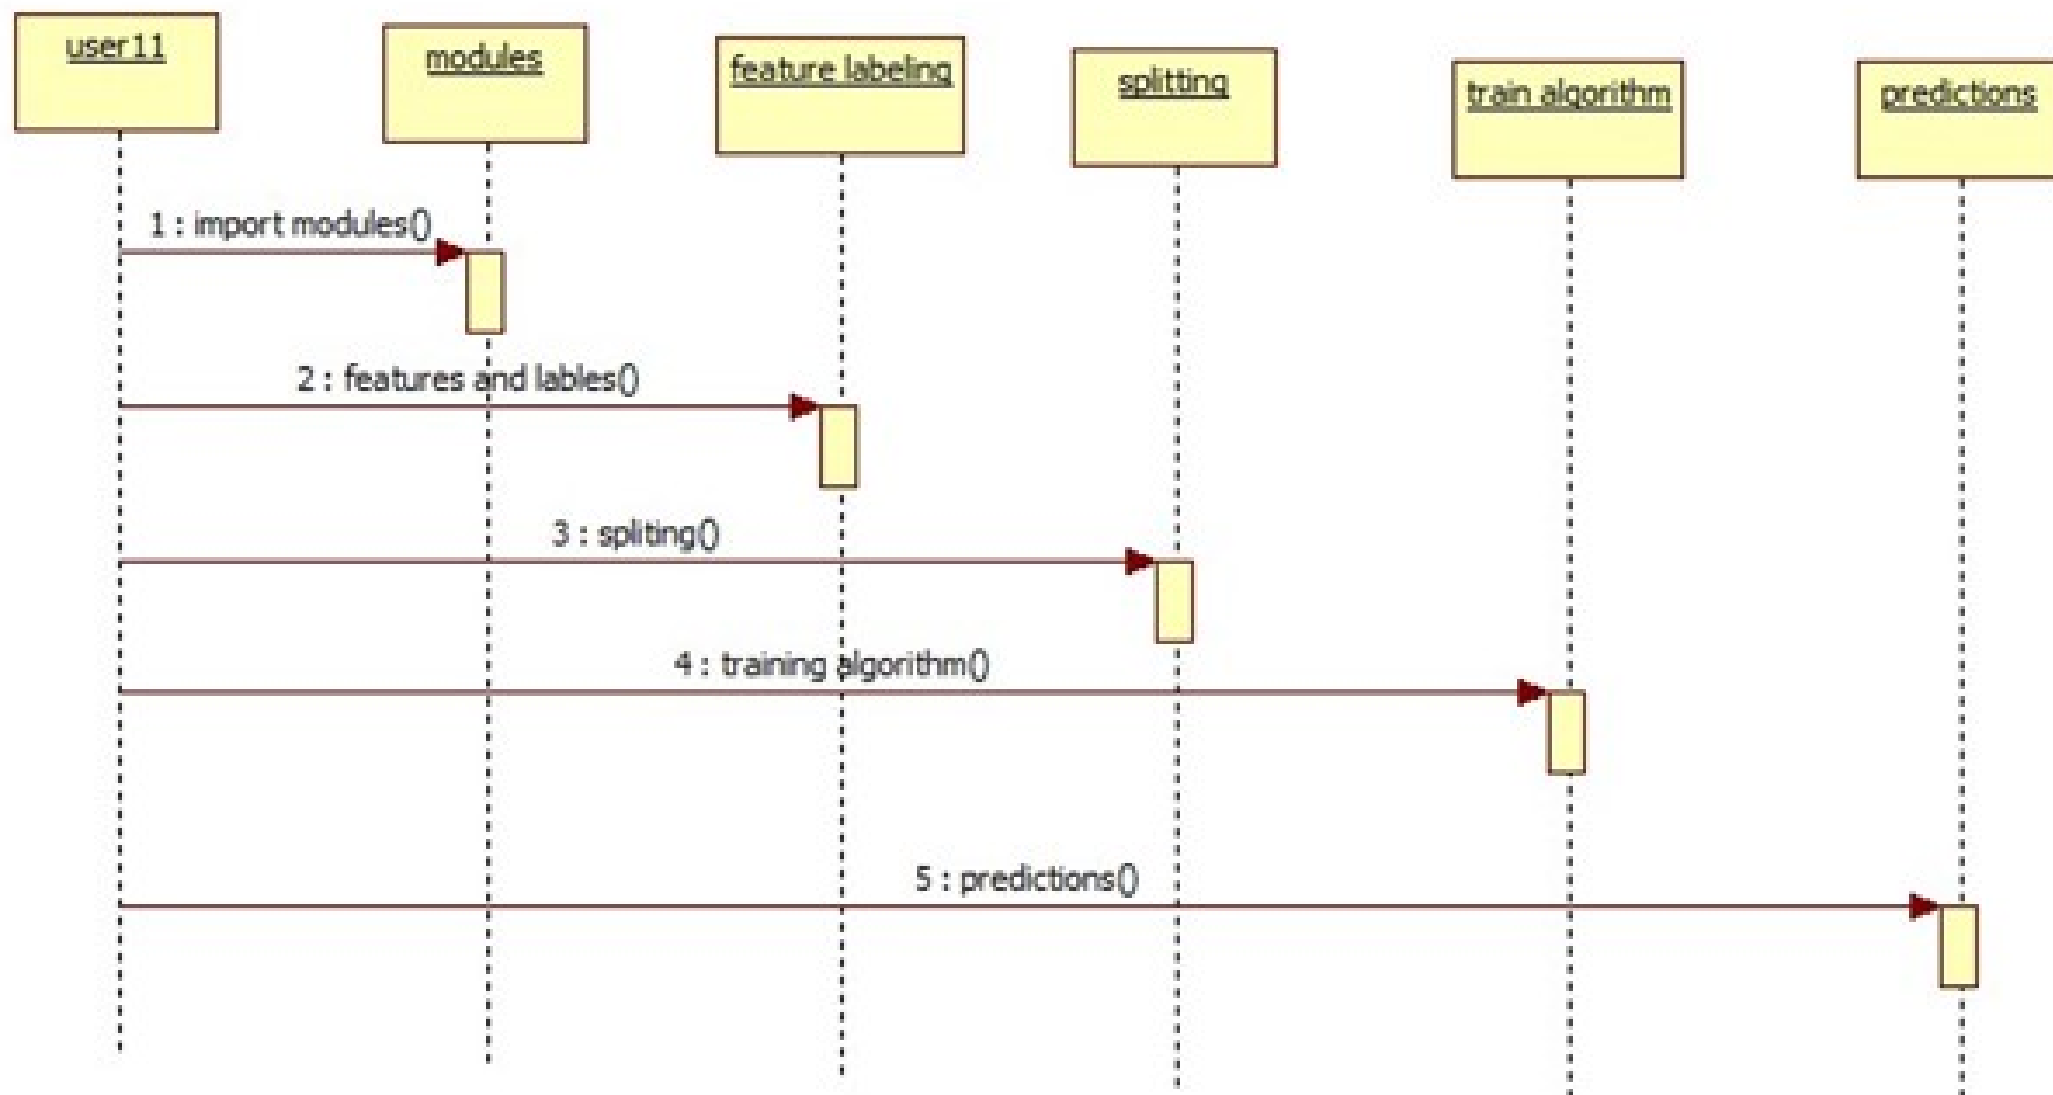 user11
modules
feature labeling
splitting
train algorithm
predictions
1 : import modules()
2 : features and lables()
3 : spliting()
4 : training algorithm()
5 : predictions()